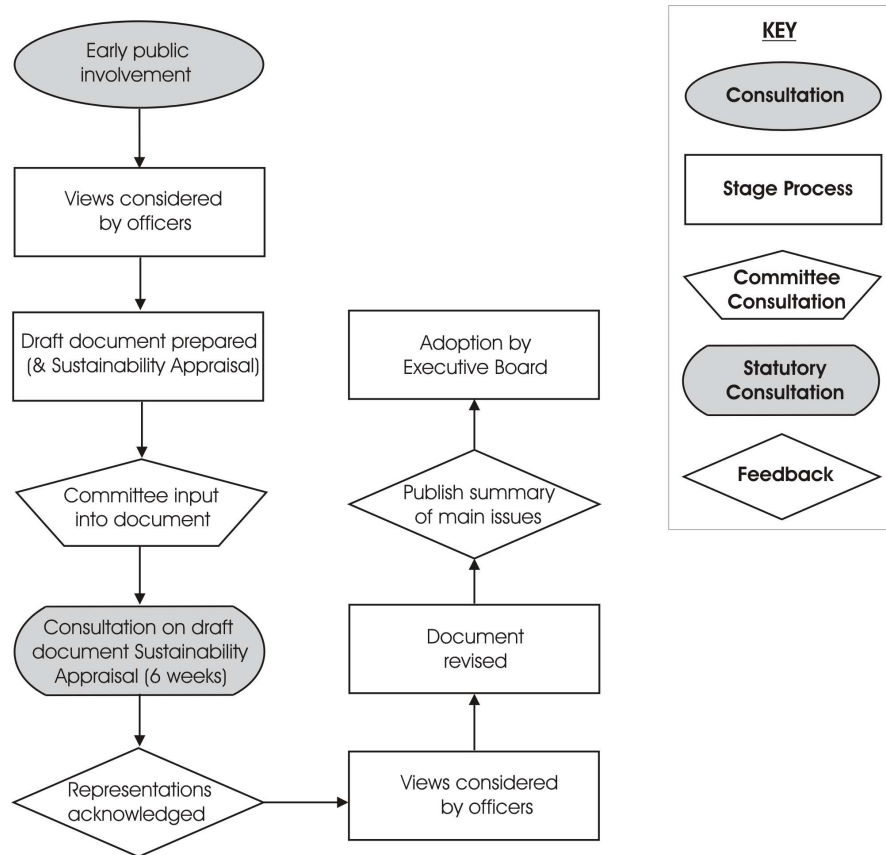 Early public
involvement
Views considered
by officers
Draft document prepared
(& Sustainability Appraisal)
Committee input
into document
Consultation on draft
document Sustainability
Appraisal (6 weeks)
Representations
acknowledged
Views considered
by officers
Document
revised
Publish summary
of main issues
Adoption by
Executive Board
KEY
Consultation
Stage Process
Committee
Consultation
Statutory
Consultation
Feedback